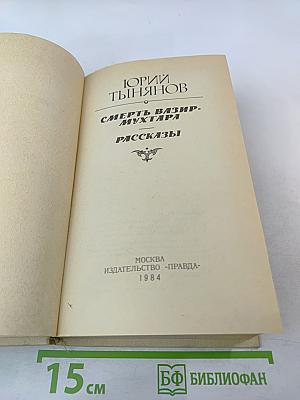 ЮРИЙ
ТЫНЯНОВ
СМЕРТЬ ВАЗИР-
МУХТАРА
РАССКАЗЫ
МОСКВА
ИЗДАТЕЛЬСТВО «ПРАВДА»
1984
15 см
БФ БИБЛИОФАН